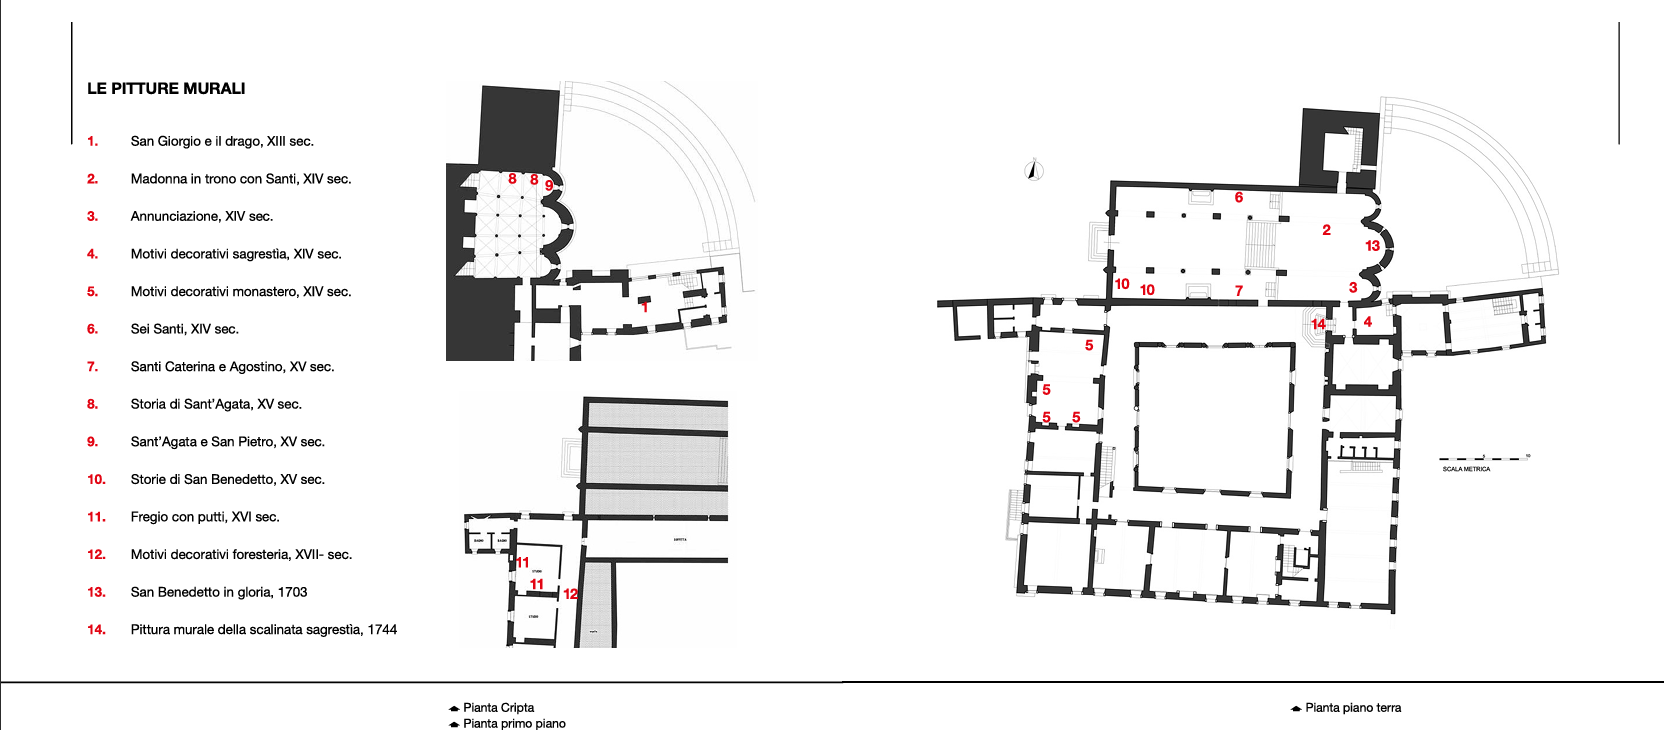 LE PITTURE MURALI
1. San Giorgio e il drago, XIII sec.
2. Madonna in trono con Santi, XIV sec.
3. Annunciazione, XIV sec.
4. Motivi decorativi sagrestìa, XIV sec.
5. Motivi decorativi monastero, XIV sec.
6. Sei Santi, XIV sec.
7. Santi Caterina e Agostino, XV sec.
8. Storia di Sant'Agata, XV sec.
9. Sant'Agata e San Pietro, XV sec.
10. Storie di San Benedetto, XV sec.
11. Fregio con putti, XVI sec.
12. Motivi decorativi foresteria, XVII- sec.
13. San Benedetto in gloria, 1703
14. Pittura murale della scalinata sagrestìa, 1744
8 8
9
1
11
STUDIO
11
12
STUDIO
6
2
13
10
10
7
3
14
4
5
5
5 5
5 10
SCALA METRICA
Pianta Cripta
Pianta primo piano
Pianta piano terra